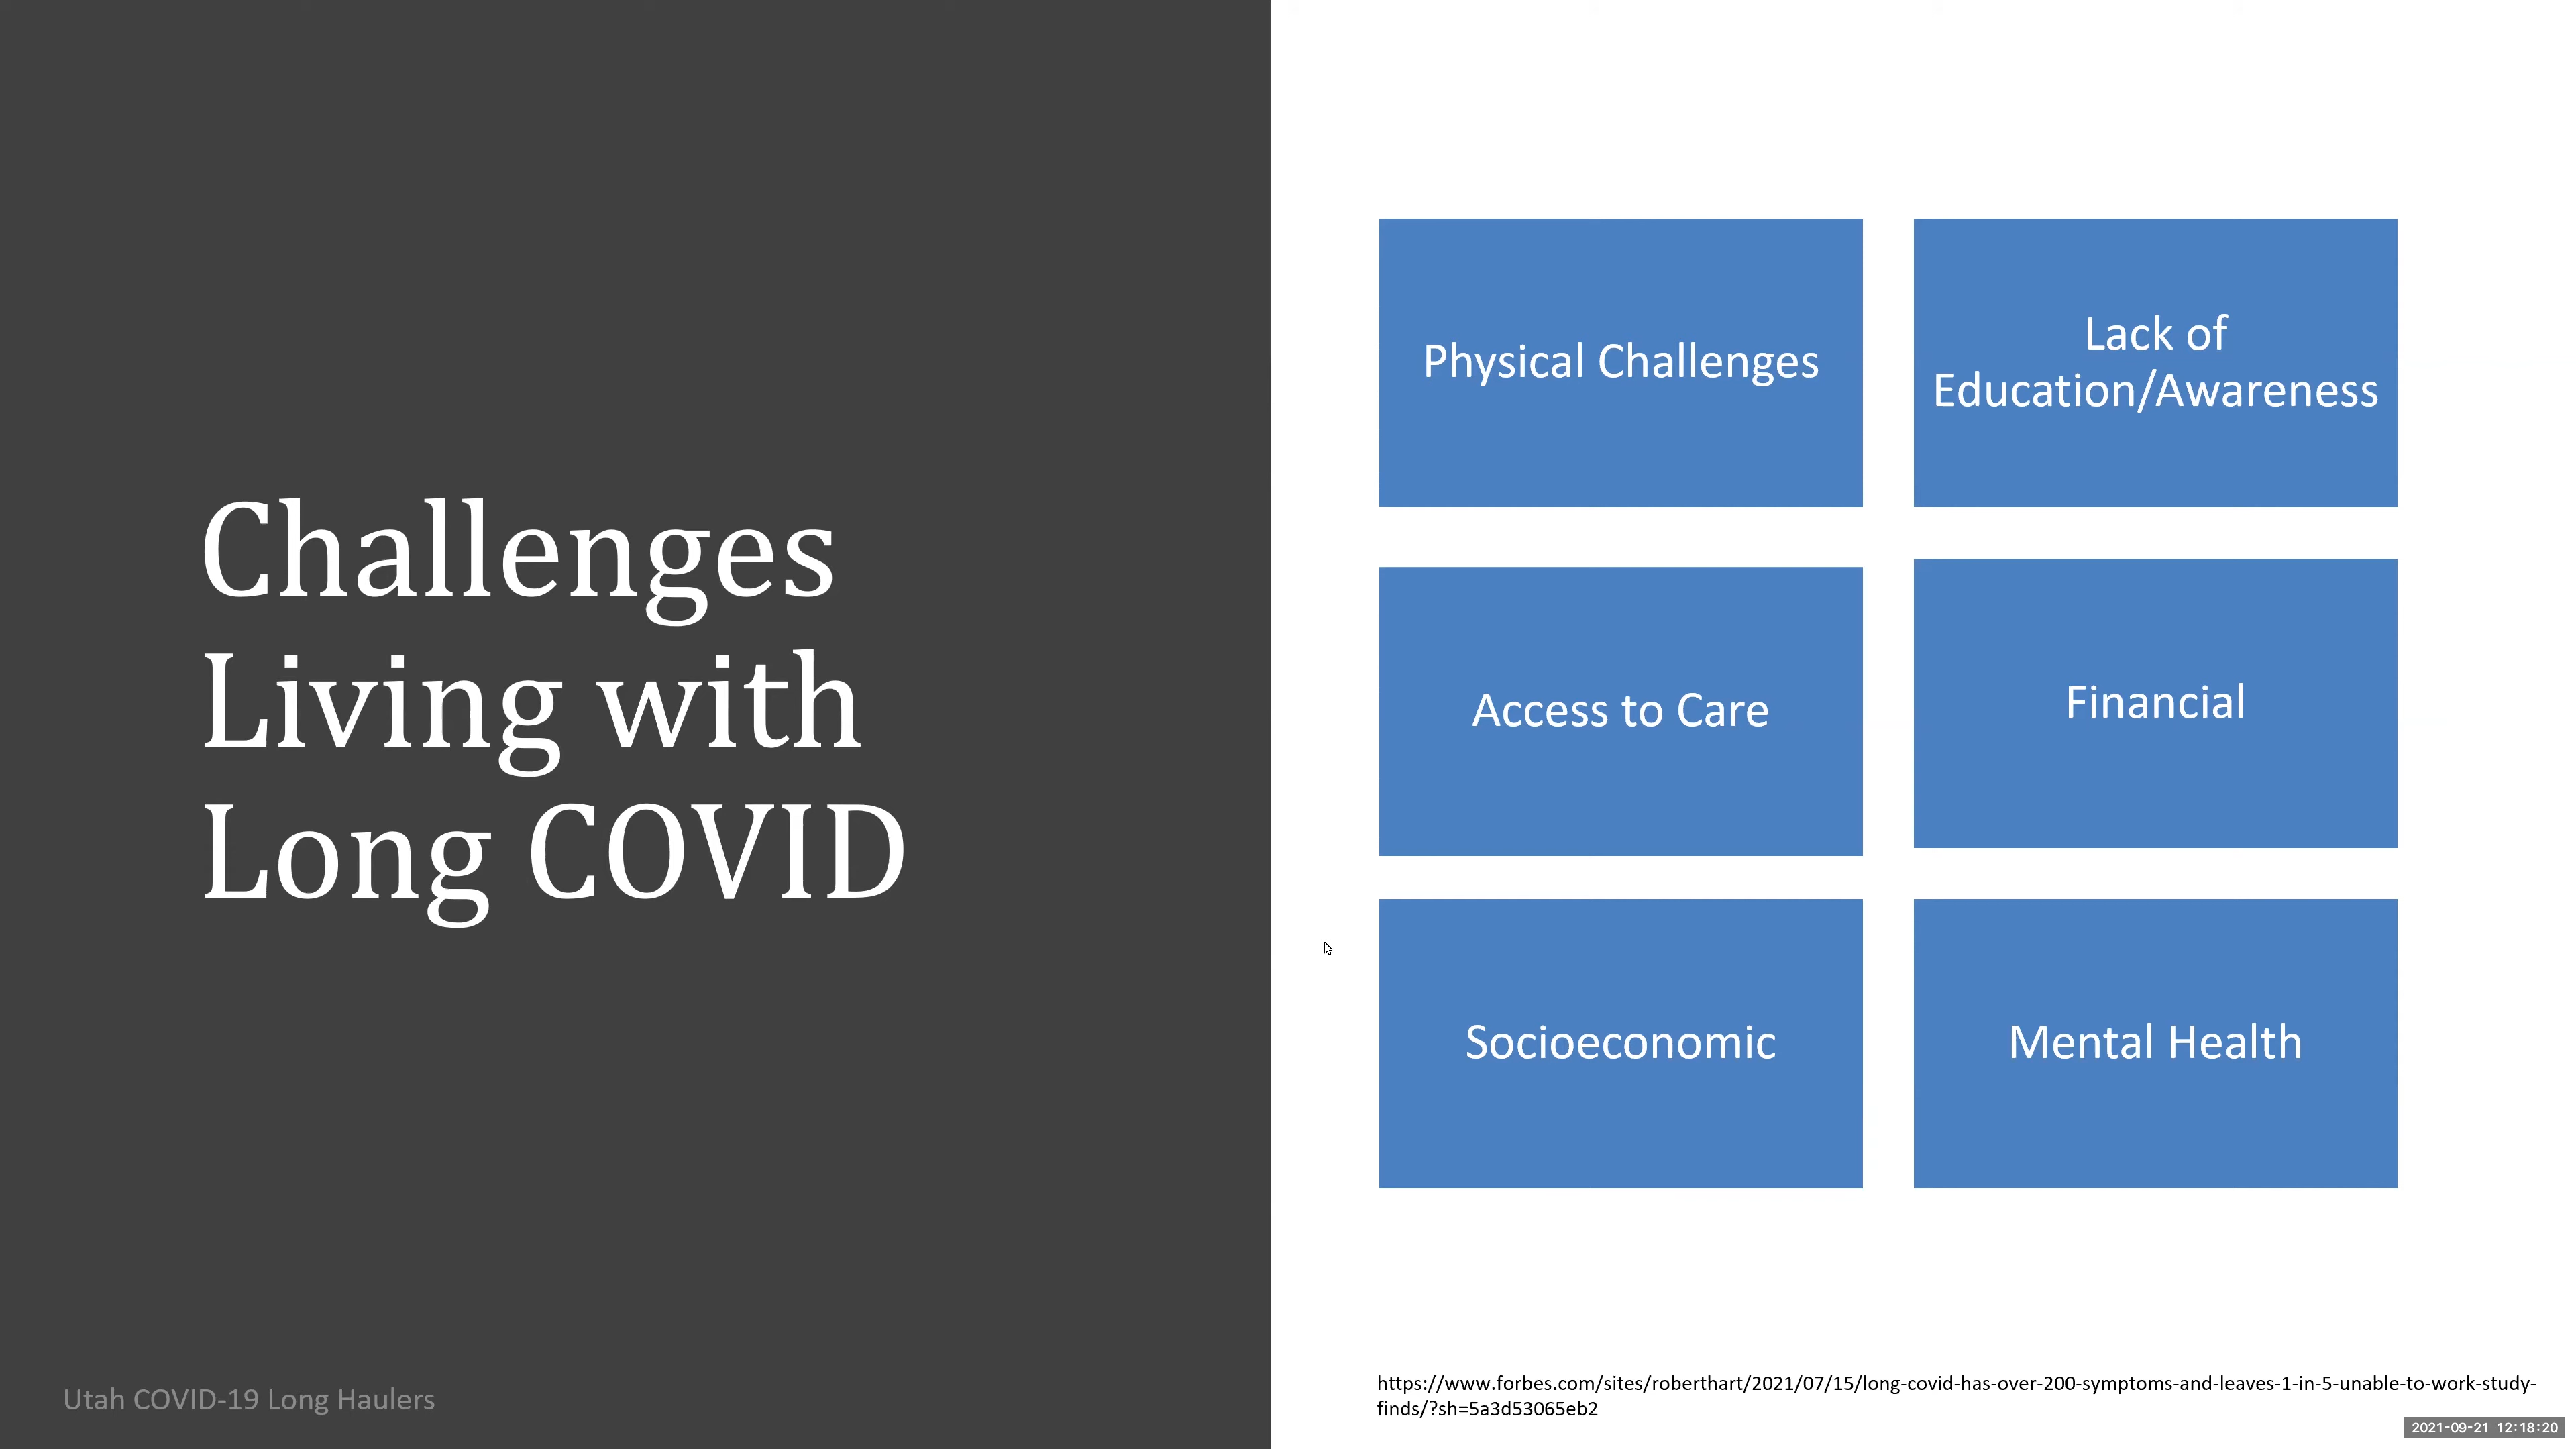 Challenges
Living with
Long COVID
Utah COVID-19 Long Haulers
Physical Challenges
Lack of
Education/Awareness
Access to Care
Financial
Socioeconomic
Mental Health
https://www.forbes.com/sites/roberthart/2021/07/15/long-covid-has-over-200-symptoms-and-leaves-1-in-5-unable-to-work-study-
finds/?sh=5a3d53065eb2
2021-09-21 12:18:20